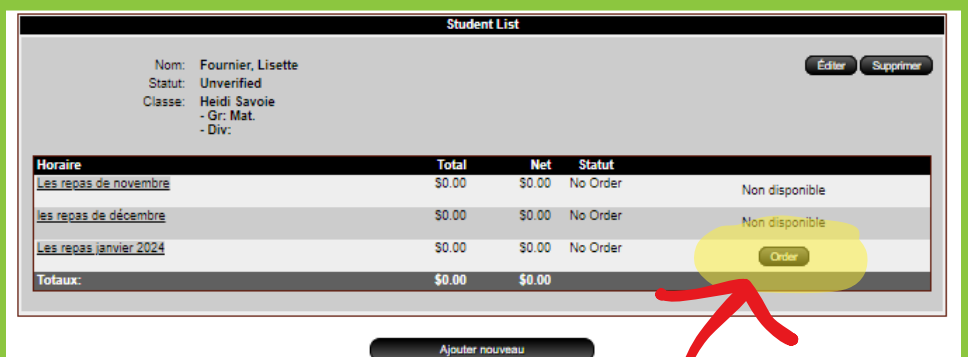 Student List
Nom: Fournier, Lisette
Éditer Supprimer
Statut: Unverified
Classe: Heidi Savoie
- Gr: Mat.
- Div:
Horaire Total Net Statut
Les repas de novembre $0.00 $0.00 No Order Non disponible
les repas de décembre $0.00 $0.00 No Order Non disponible
Les repas janvier 2024 $0.00 $0.00 No Order Order
Totaux: $0.00 $0.00
Ajouter nouveau